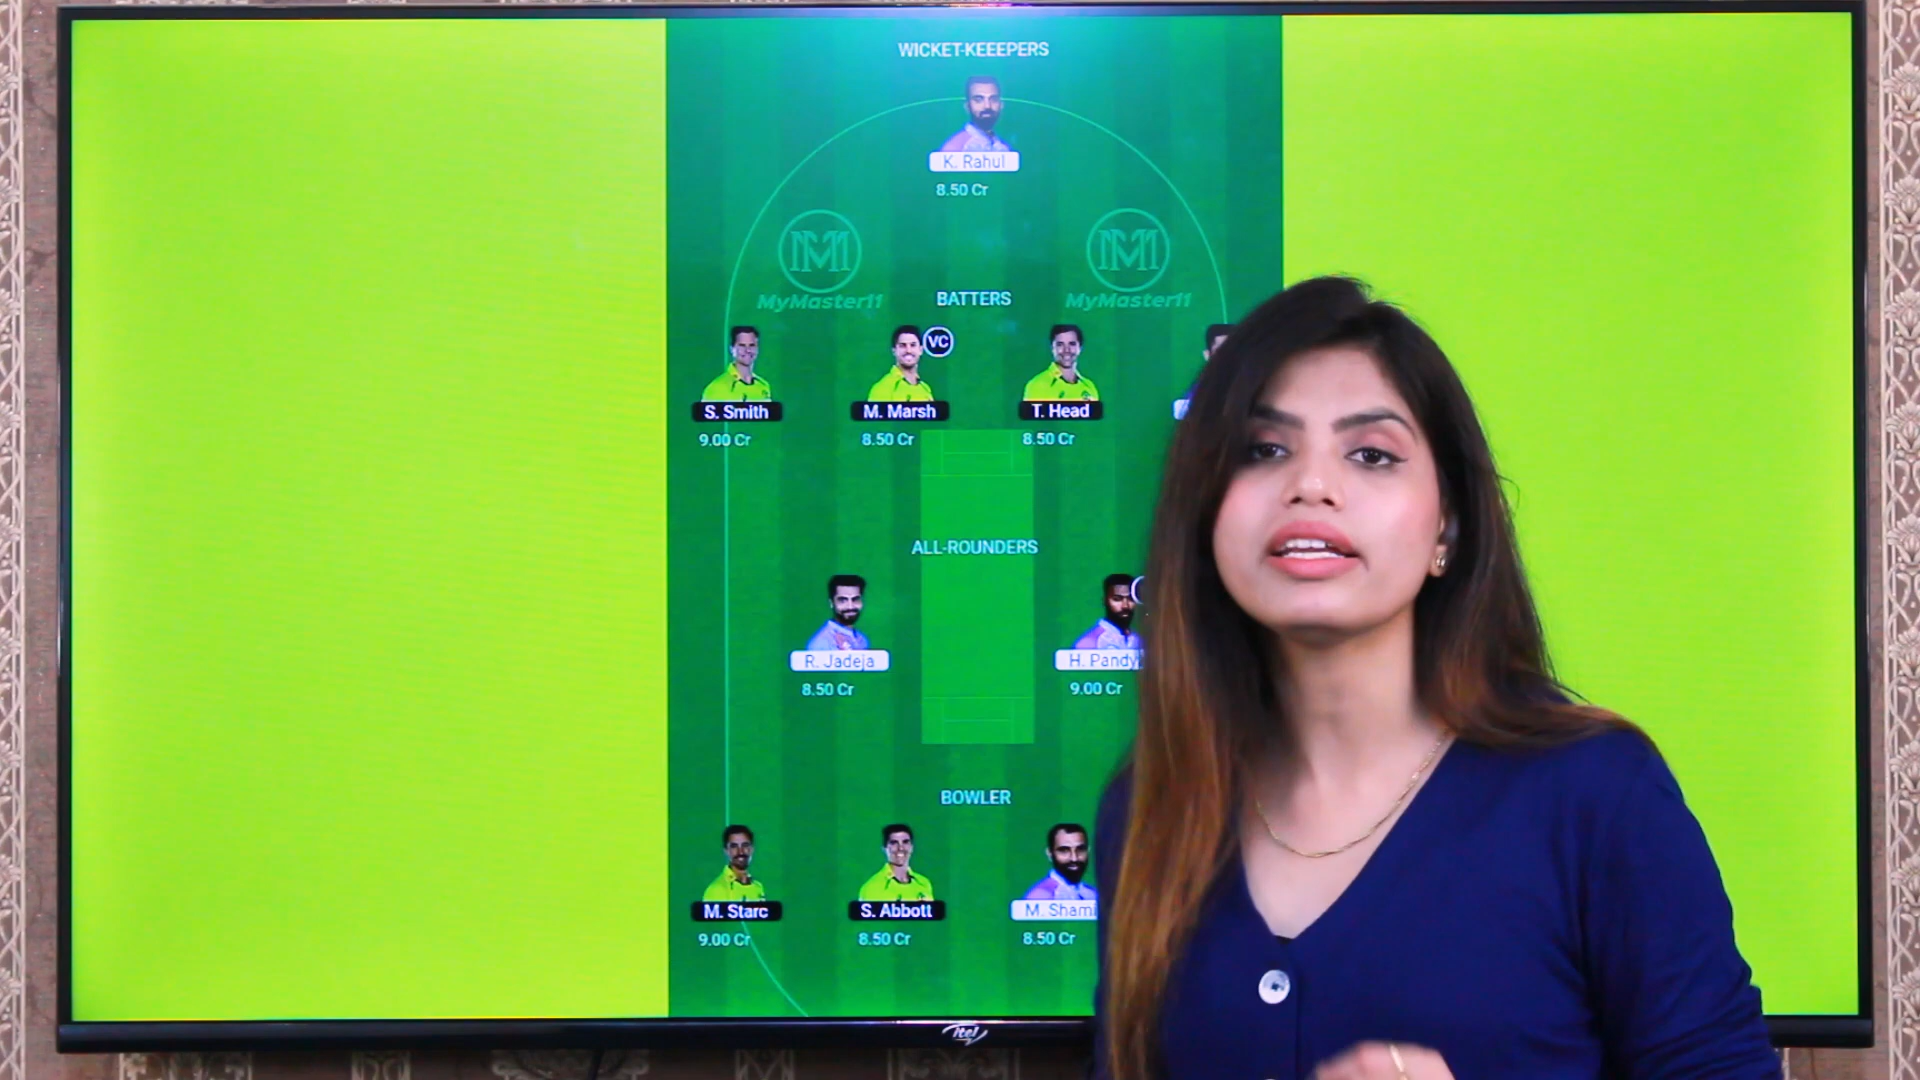 WICKET-KEEEPERS
K. Rahul
8.50 Cr
MyMaster11
MyMaster11
BATTERS
VC
S. Smith
M. Marsh
T. Head
9.00 Cr
8.50 Cr
8.50 Cr
ALL-ROUNDERS
R. Jadeja
H. Pandy
8.50 Cr
9.00 Cr
BOWLER
M. Starc
S. Abbott
M. Shami
9.00 Cr
8.50 Cr
8.50 Cr
itel